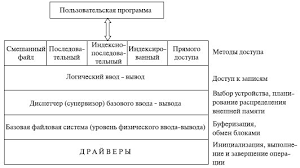 Пользовательская программа
Смешанный файл
Последова-
тельный
Индексно-
последова-
тельный
Индексиро-
ванный
Прямого
доступа
Методы доступа
Логический ввод - вывод
Доступ к записям
Диспетчер (супервизор) базового ввода - вывода
Выбор устройства, плани-
рование распределения
внешней памяти
Базовая файловая система (уровень физического ввода-вывода)
Буферизация,
обмен блоками
ДРАЙВЕРЫ
Инициализация, выполне-
ние и завершение операции